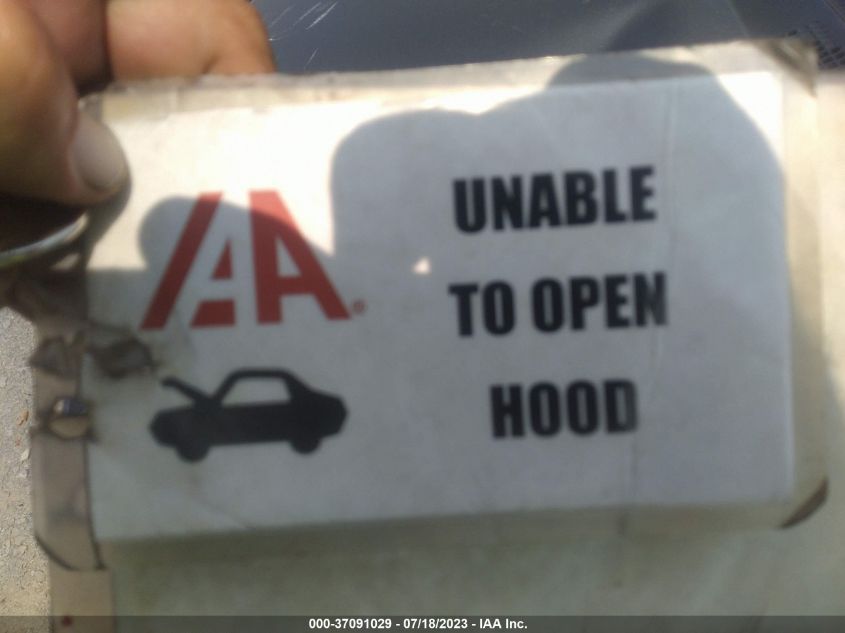 IAA®
UNABLE
TO OPEN
HOOD
000-37091029 - 07/18/2023 - IAA Inc.